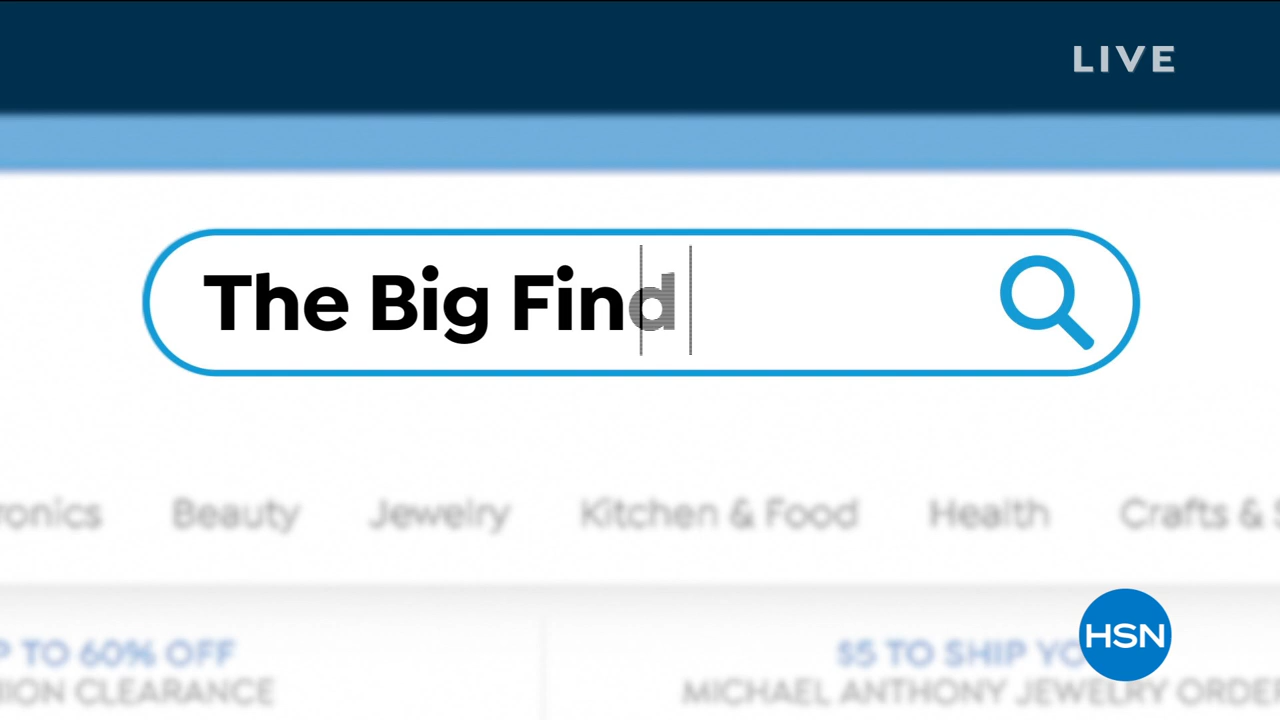 LIVE
The Big Find
ronics Beauty Jewelry Kitchen & Food Health Crafts & S
P TO 60% OFF
$5 TO SHIP YO
HSN
ION CLEARANCE
MICHAEL ANTHONY JEWELRY ORDE